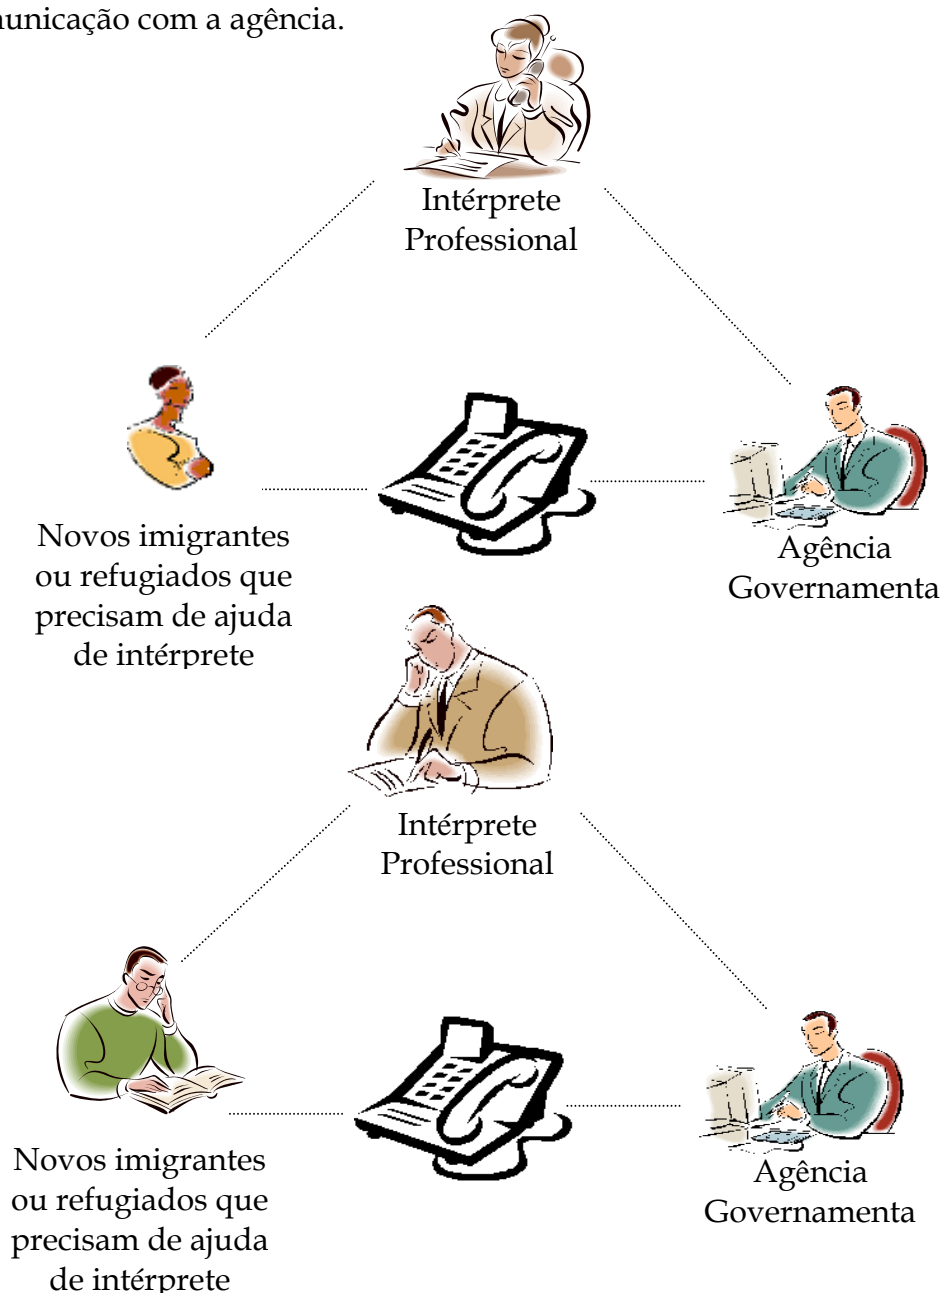 municação com a agência.
Intérprete
Professional
Novos imigrantes
ou refugiados que
precisam de ajuda
de intérprete
Agência
Governamenta
Intérprete
Professional
Novos imigrantes
ou refugiados que
precisam de ajuda
de intérprete
Agência
Governamenta